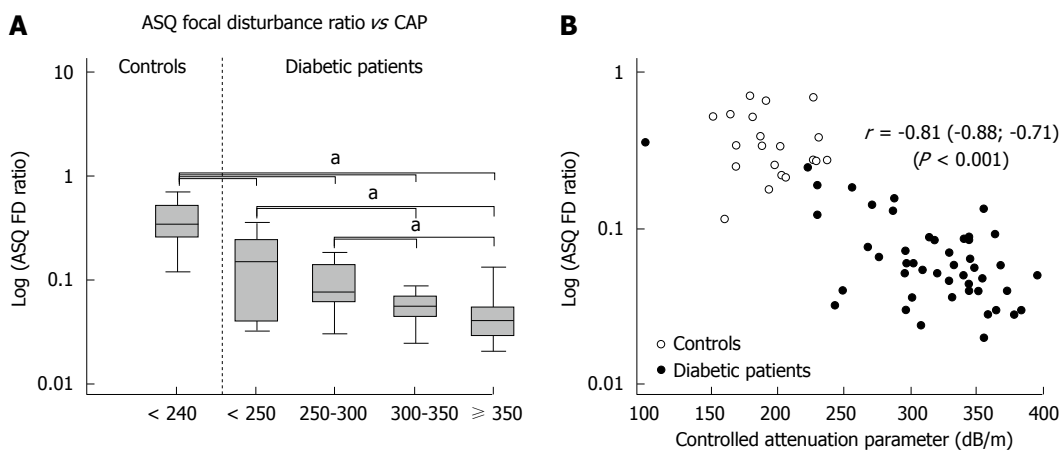 A
ASQ focal disturbance ratio vs CAP
Controls
Diabetic patients
Log (ASQ FD ratio)
10
1
0.1
0.01
a
a
a
< 240
< 250
250-300
300-350
≥ 350
B
Log (ASQ FD ratio)
1
0.1
0.01
r = -0.81 (-0.88; -0.71)
(P < 0.001)
Controls
Diabetic patients
100
150
200
250
300
350
400
Controlled attenuation parameter (dB/m)